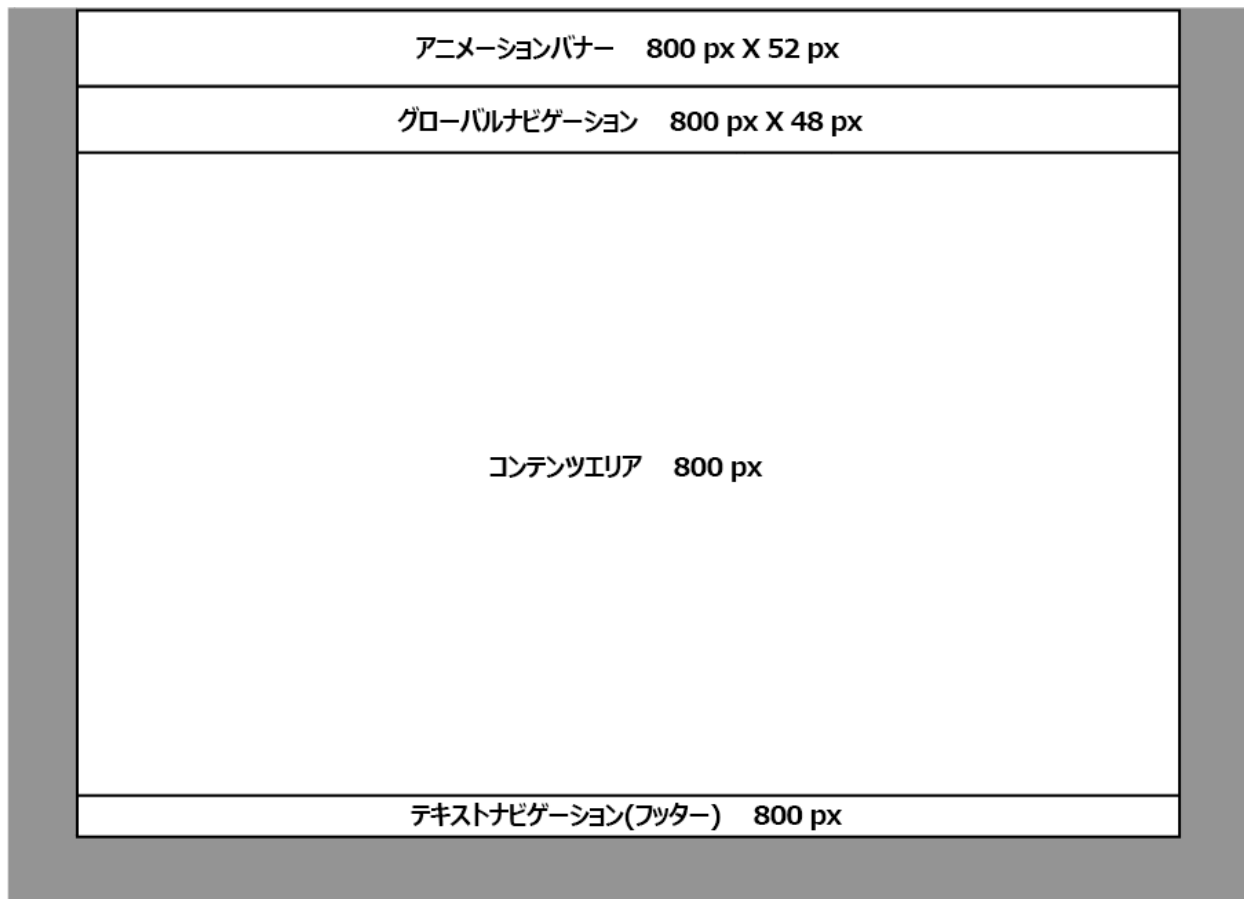 アニメーションバナー　800 px X 52 px
グローバルナビゲーション　800 px X 48 px
コンテンツエリア　800 px
テキストナビゲーション(フッター)　800 px